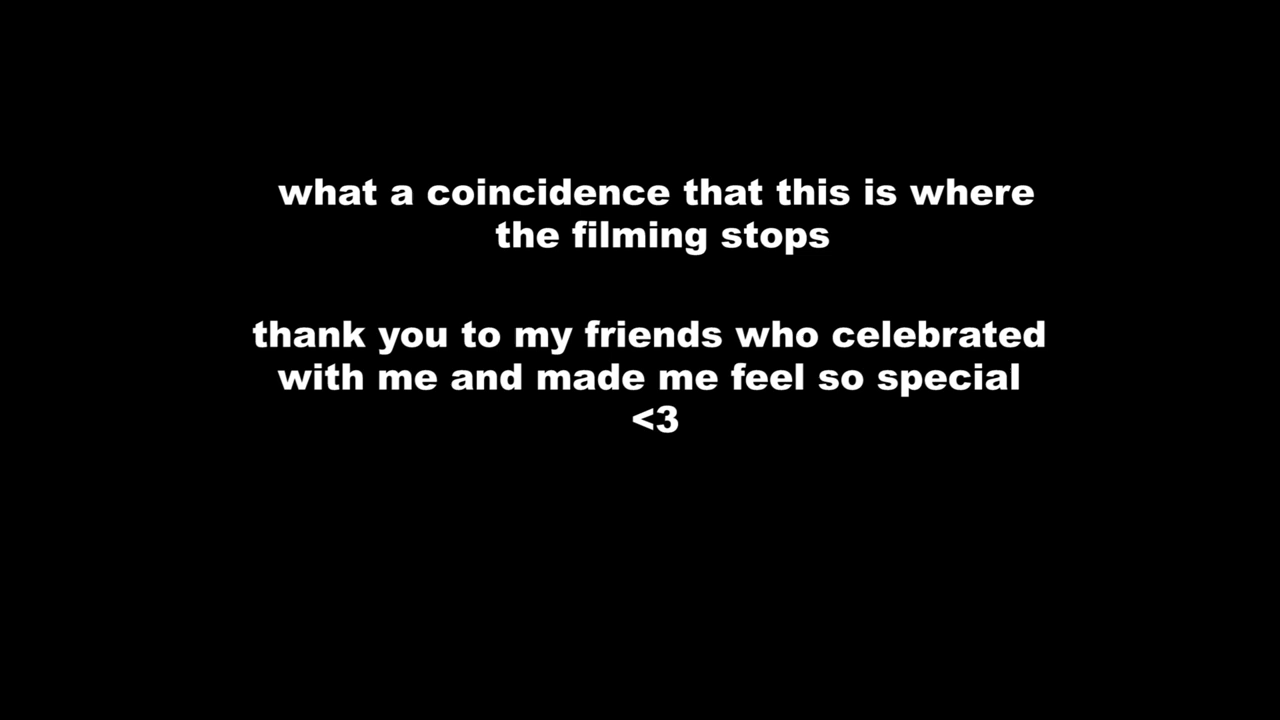 what a coincidence that this is where
the filming stops
thank you to my friends who celebrated
with me and made me feel so special
<3